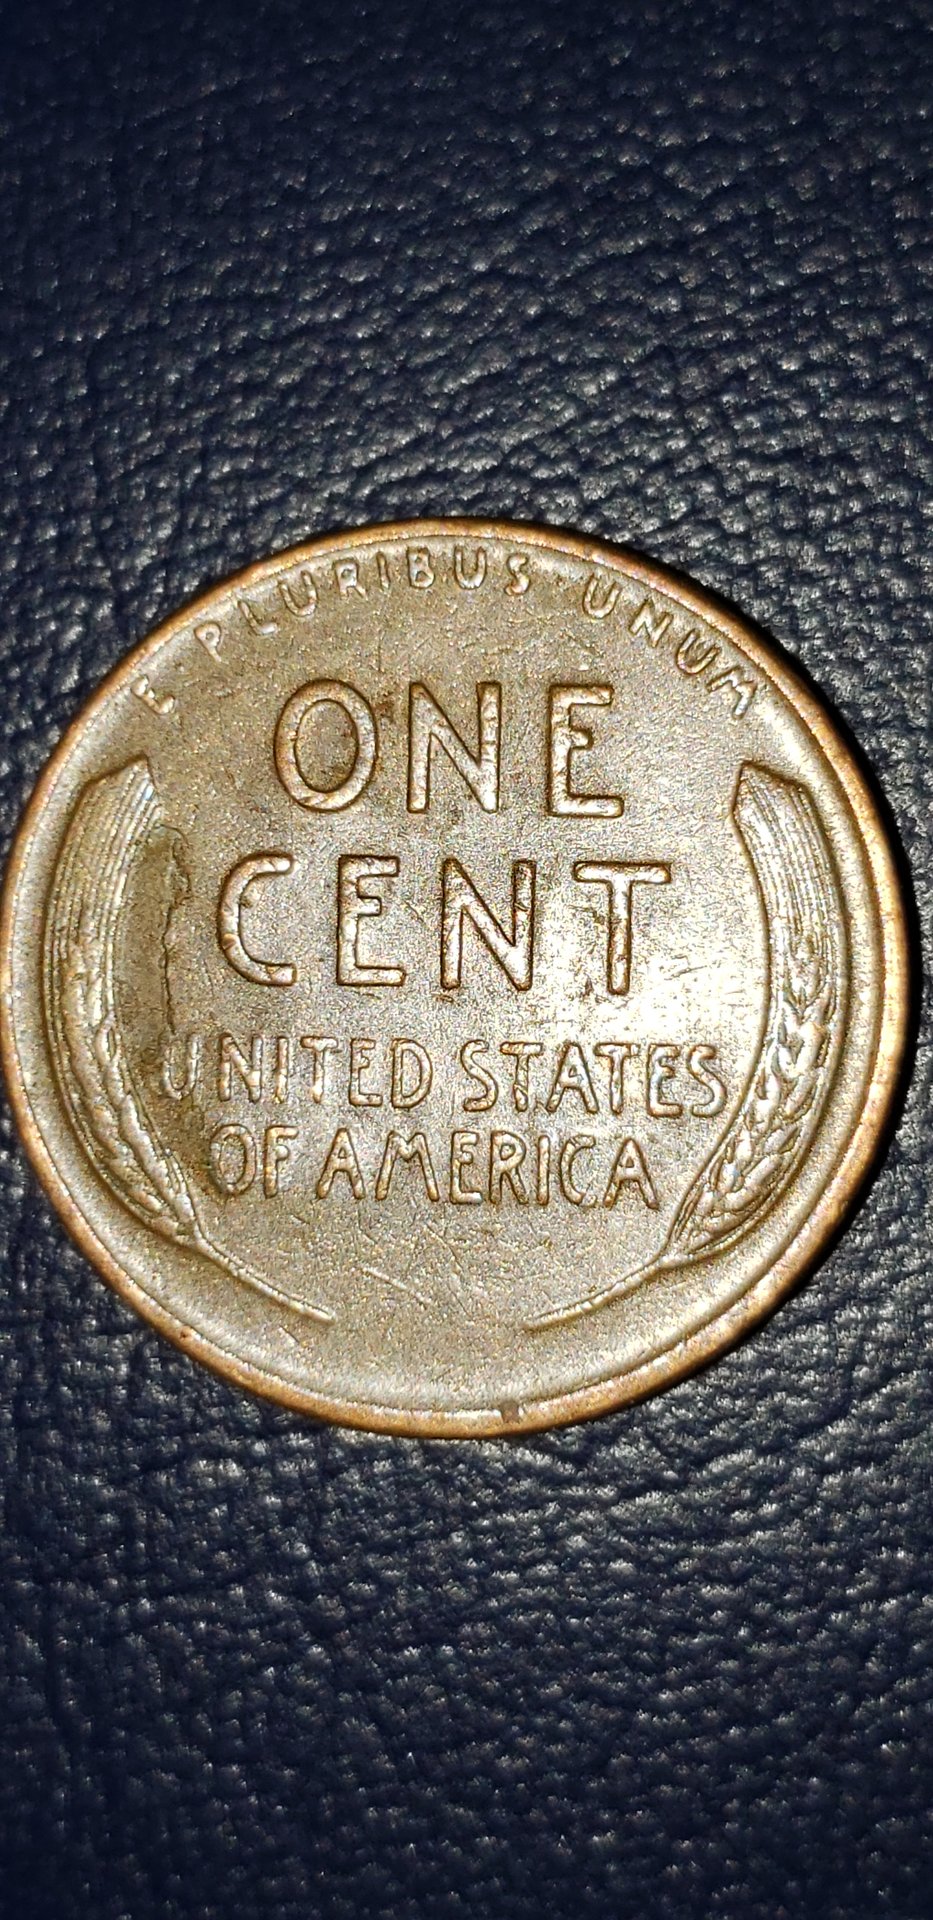 E · PLURIBUS · UNUM
ONE
CENT
UNITED STATES
OF AMERICA